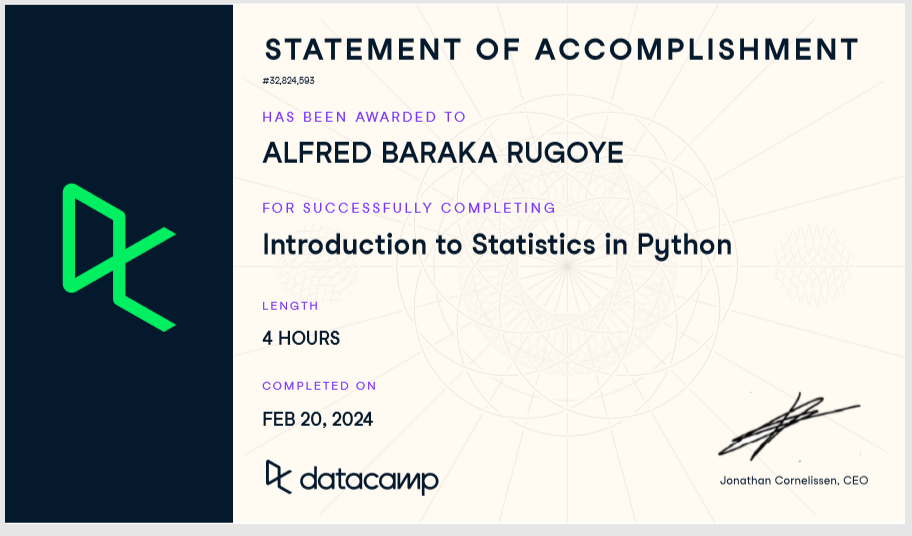 STATEMENT OF ACCOMPLISHMENT
#32,824,593
HAS BEEN AWARDED TO
ALFRED BARAKA RUGOYE
FOR SUCCESSFULLY COMPLETING
Introduction to Statistics in Python
LENGTH
4 HOURS
COMPLETED ON
FEB 20, 2024
datacamp
Jonathan Cornelissen, CEO